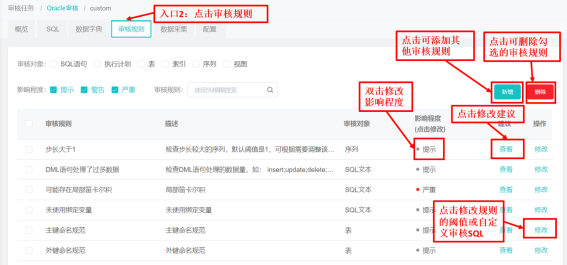 审核任务 / Oracle审核 / custom
入口2：点击审核规则
概览 SQL 数据字典 审核规则 数据采集 配置
点击可添加其他审核规则
点击可删除勾选的审核规则
审核对象： SQL语句 执行计划 表 索引 序列 视图
双击修改影响程度
影响程度： 提示 警告 严重 审核规则：
新增 删除
点击修改建议
审核规则 描述 审核对象 影响程度(点击修改) 建议 操作
步长大于1 检查步长较大的序列，默认阈值是1，可根据需要调整该... 序列 提示 查看 修改
DML语句处理了过多数据 检查DML语句处理的数据量，如： insert;update;delete;... SQL文本 提示 查看 修改
可能存在局部笛卡尔积 局部笛卡尔积 SQL文本 严重 查看 修改
未使用绑定变量 未使用绑定变量 SQL文本 提示 修改
点击修改规则的阈值或自定义审核SQL
主键命名规范 主键命名规范 表 修改
外键命名规范 外键命名规范 表 提示 查看 修改